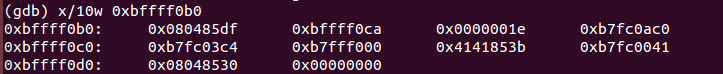 (gdb) x/10w 0xbffff0b0
0xbffff0b0: 0x080485df 0xbffff0ca 0x0000001e 0xb7fc0ac0
0xbffff0c0: 0xb7fc03c4 0xb7fff000 0x4141853b 0xb7fc0041
0xbffff0d0: 0x08048530 0x00000000